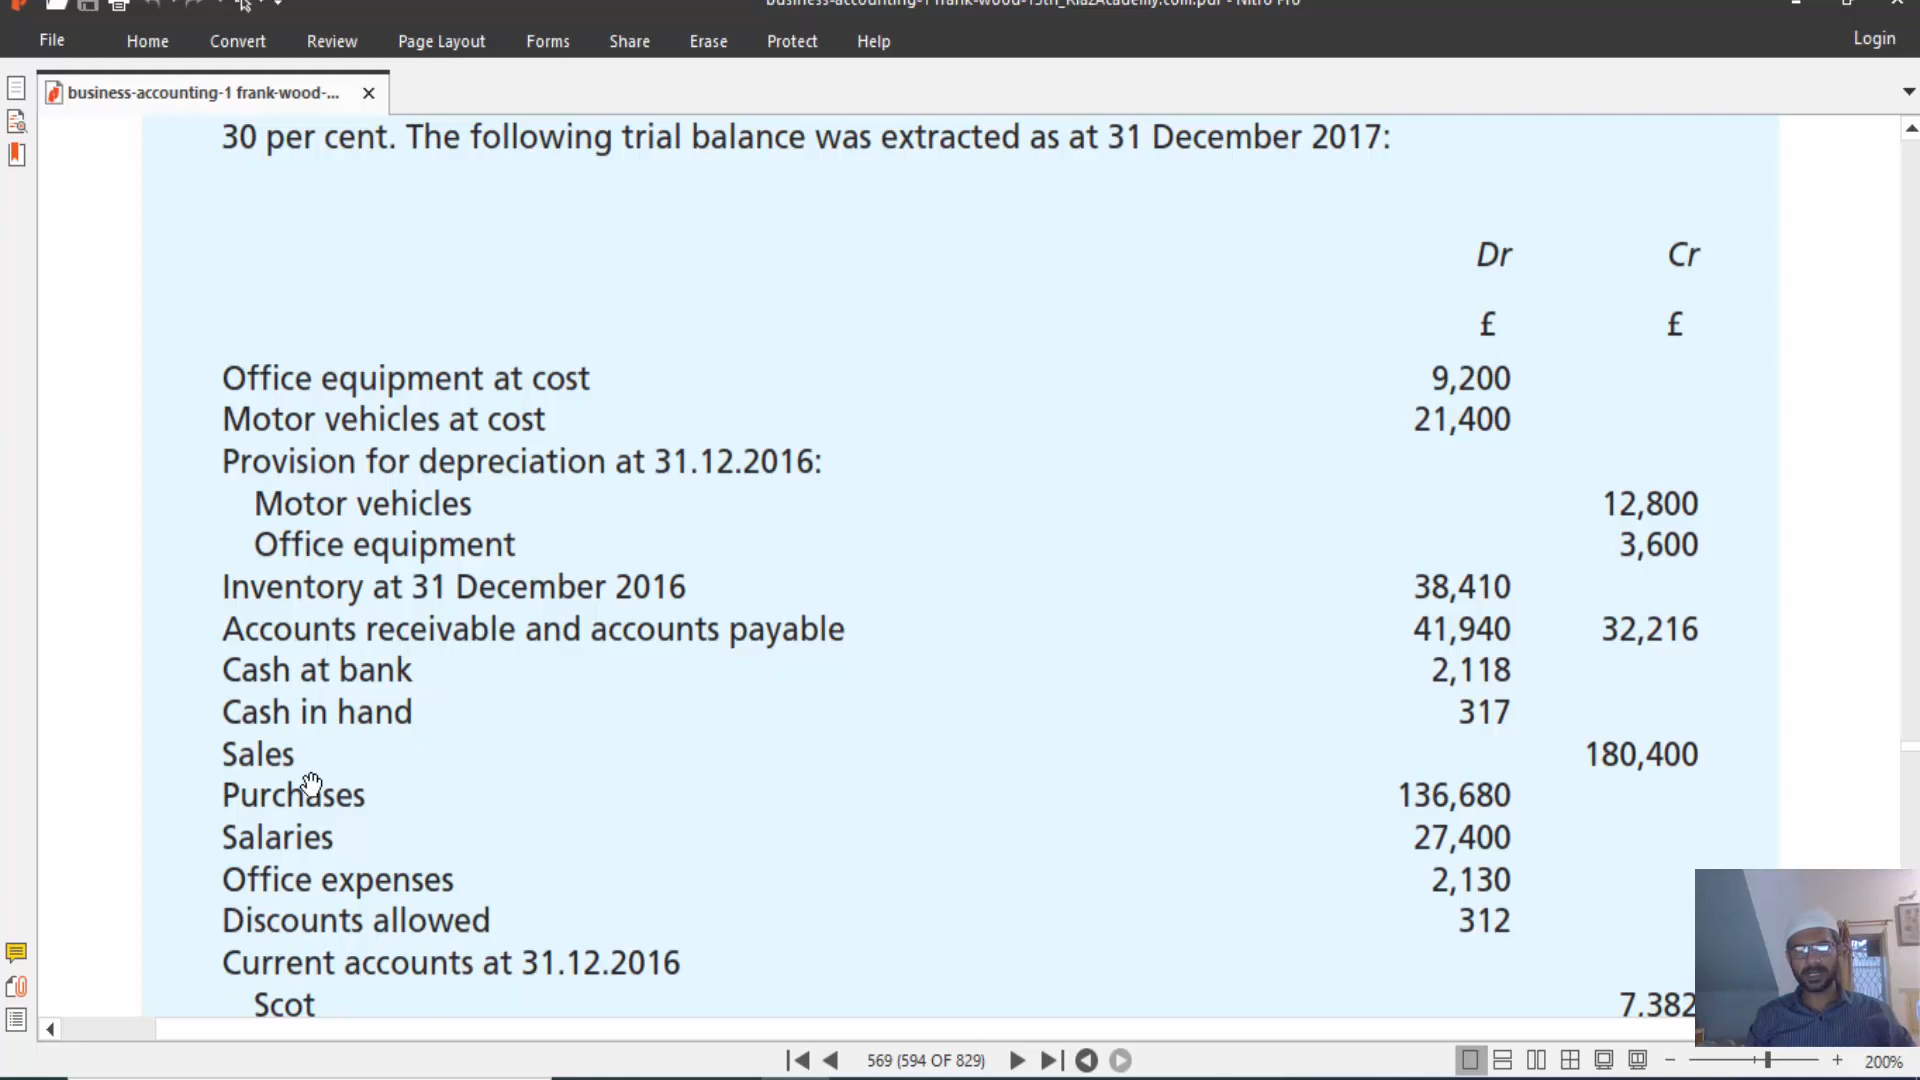 File Home Convert Review Page Layout Forms Share Erase Protect Help Login
business-accounting-1 frank-wood-...
30 per cent. The following trial balance was extracted as at 31 December 2017:
Dr Cr
£ £
Office equipment at cost 9,200
Motor vehicles at cost 21,400
Provision for depreciation at 31.12.2016:
Motor vehicles 12,800
Office equipment 3,600
Inventory at 31 December 2016 38,410
Accounts receivable and accounts payable 41,940 32,216
Cash at bank 2,118
Cash in hand 317
Sales 180,400
Purchases 136,680
Salaries 27,400
Office expenses 2,130
Discounts allowed 312
Current accounts at 31.12.2016
Scot 7,382
569 (594 OF 829) 200%